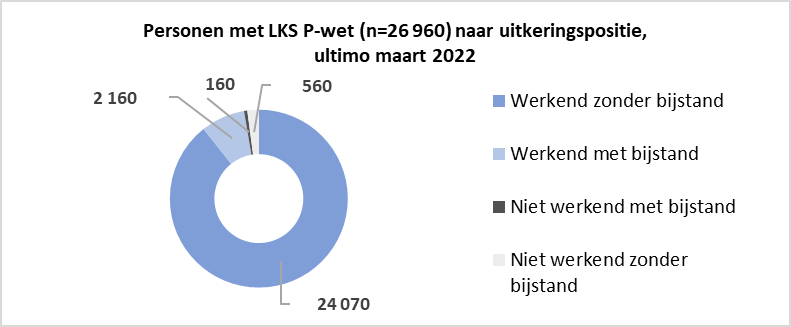 Personen met LKS P-wet (n=26 960) naar uitkeringspositie,
ultimo maart 2022
2 160
160
560
24 070
Werkend zonder bijstand
Werkend met bijstand
Niet werkend met bijstand
Niet werkend zonder
bijstand